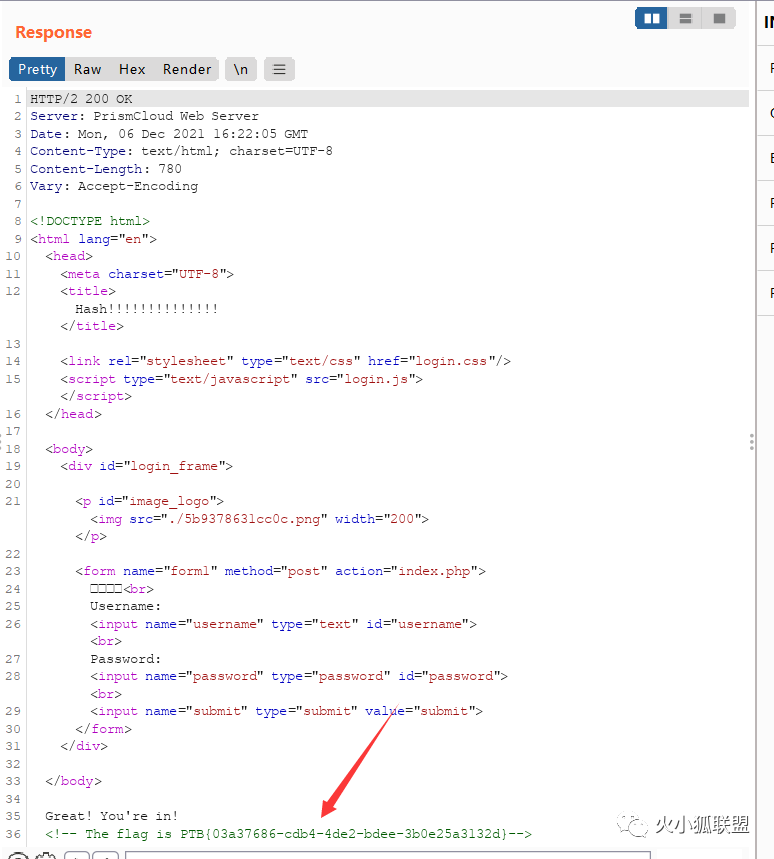 Response
Pretty Raw Hex Render \n
1 HTTP/2 200 OK
2 Server: PrismCloud Web Server
3 Date: Mon, 06 Dec 2021 16:22:05 GMT
4 Content-Type: text/html; charset=UTF-8
5 Content-Length: 780
6 Vary: Accept-Encoding
7
8 <!DOCTYPE html>
9 <html lang="en">
10 <head>
11 <meta charset="UTF-8">
12 <title>
Hash!!!!!!!!!!!!!!
</title>
13
14 <link rel="stylesheet" type="text/css" href="login.css"/>
15 <script type="text/javascript" src="login.js">
</script>
16 </head>
17
18 <body>
19 <div id="login_frame">
20
21 <p id="image_logo">
<img src="./5b9378631cc0c.png" width="200">
</p>
22
23 <form name="form1" method="post" action="index.php">
24 □□□□<br>
25 Username:
26 <input name="username" type="text" id="username">
<br>
27 Password:
28 <input name="password" type="password" id="password">
<br>
29 <input name="submit" type="submit" value="submit">
30 </form>
31 </div>
32
33 </body>
34
35 Great! You're in!
36 <!-- The flag is PTB{03a37686-cdb4-4de2-bdee-3b0e25a3132d}-->
火小狐联盟